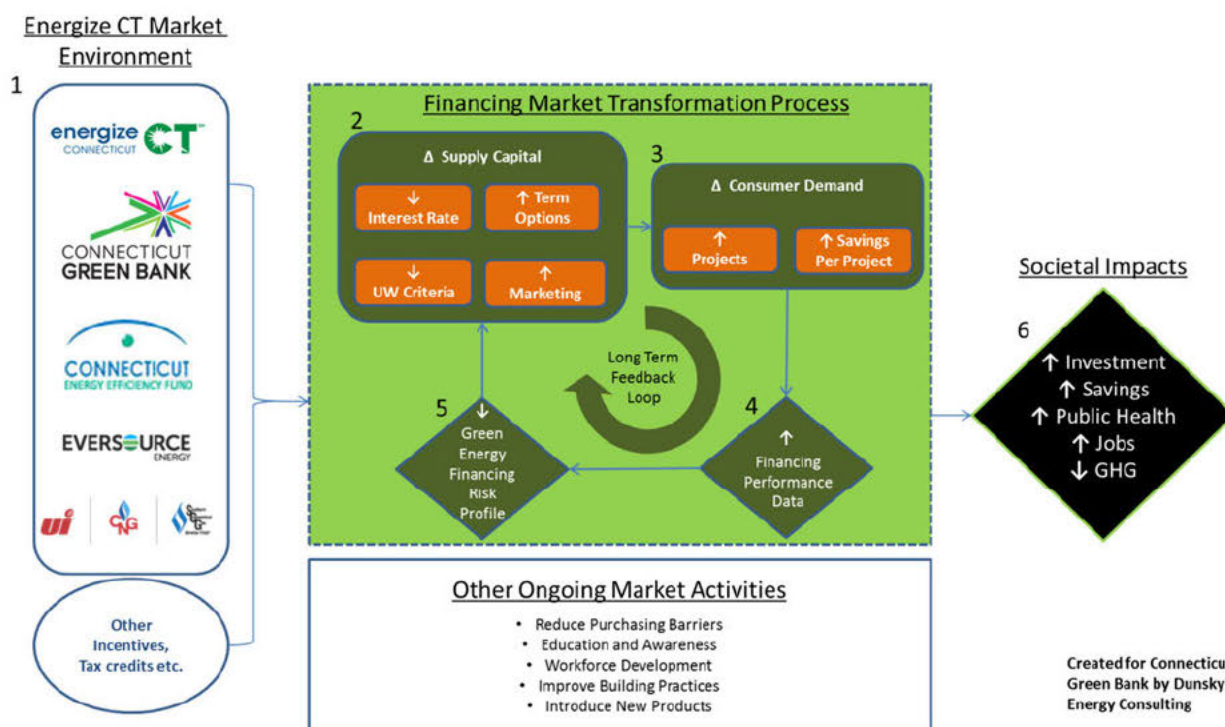 Energize CT Market
Environment
1
energize CT
CONNECTICUT
CONNECTICUT
GREEN BANK
CONNECTICUT
ENERGY EFFICIENCY FUND
EVERSOURCE
ENERGY
ui
CNG
Other
Incentives,
Tax credits etc.
Financing Market Transformation Process
2
Δ Supply Capital
↓
Interest Rate
↑ Term
Options
↓
UW Criteria
↑
Marketing
3
Δ Consumer Demand
↑
Projects
↑ Savings
Per Project
Long Term
Feedback
Loop
4
↑
Financing
Performance
Data
5
↓
Green
Energy
Financing
Risk
Profile
Other Ongoing Market Activities
• Reduce Purchasing Barriers
• Education and Awareness
• Workforce Development
• Improve Building Practices
• Introduce New Products
Societal Impacts
6
↑ Investment
↑ Savings
↑ Public Health
↑ Jobs
↓ GHG
Created for Connecticu
Green Bank by Dunsky
Energy Consulting